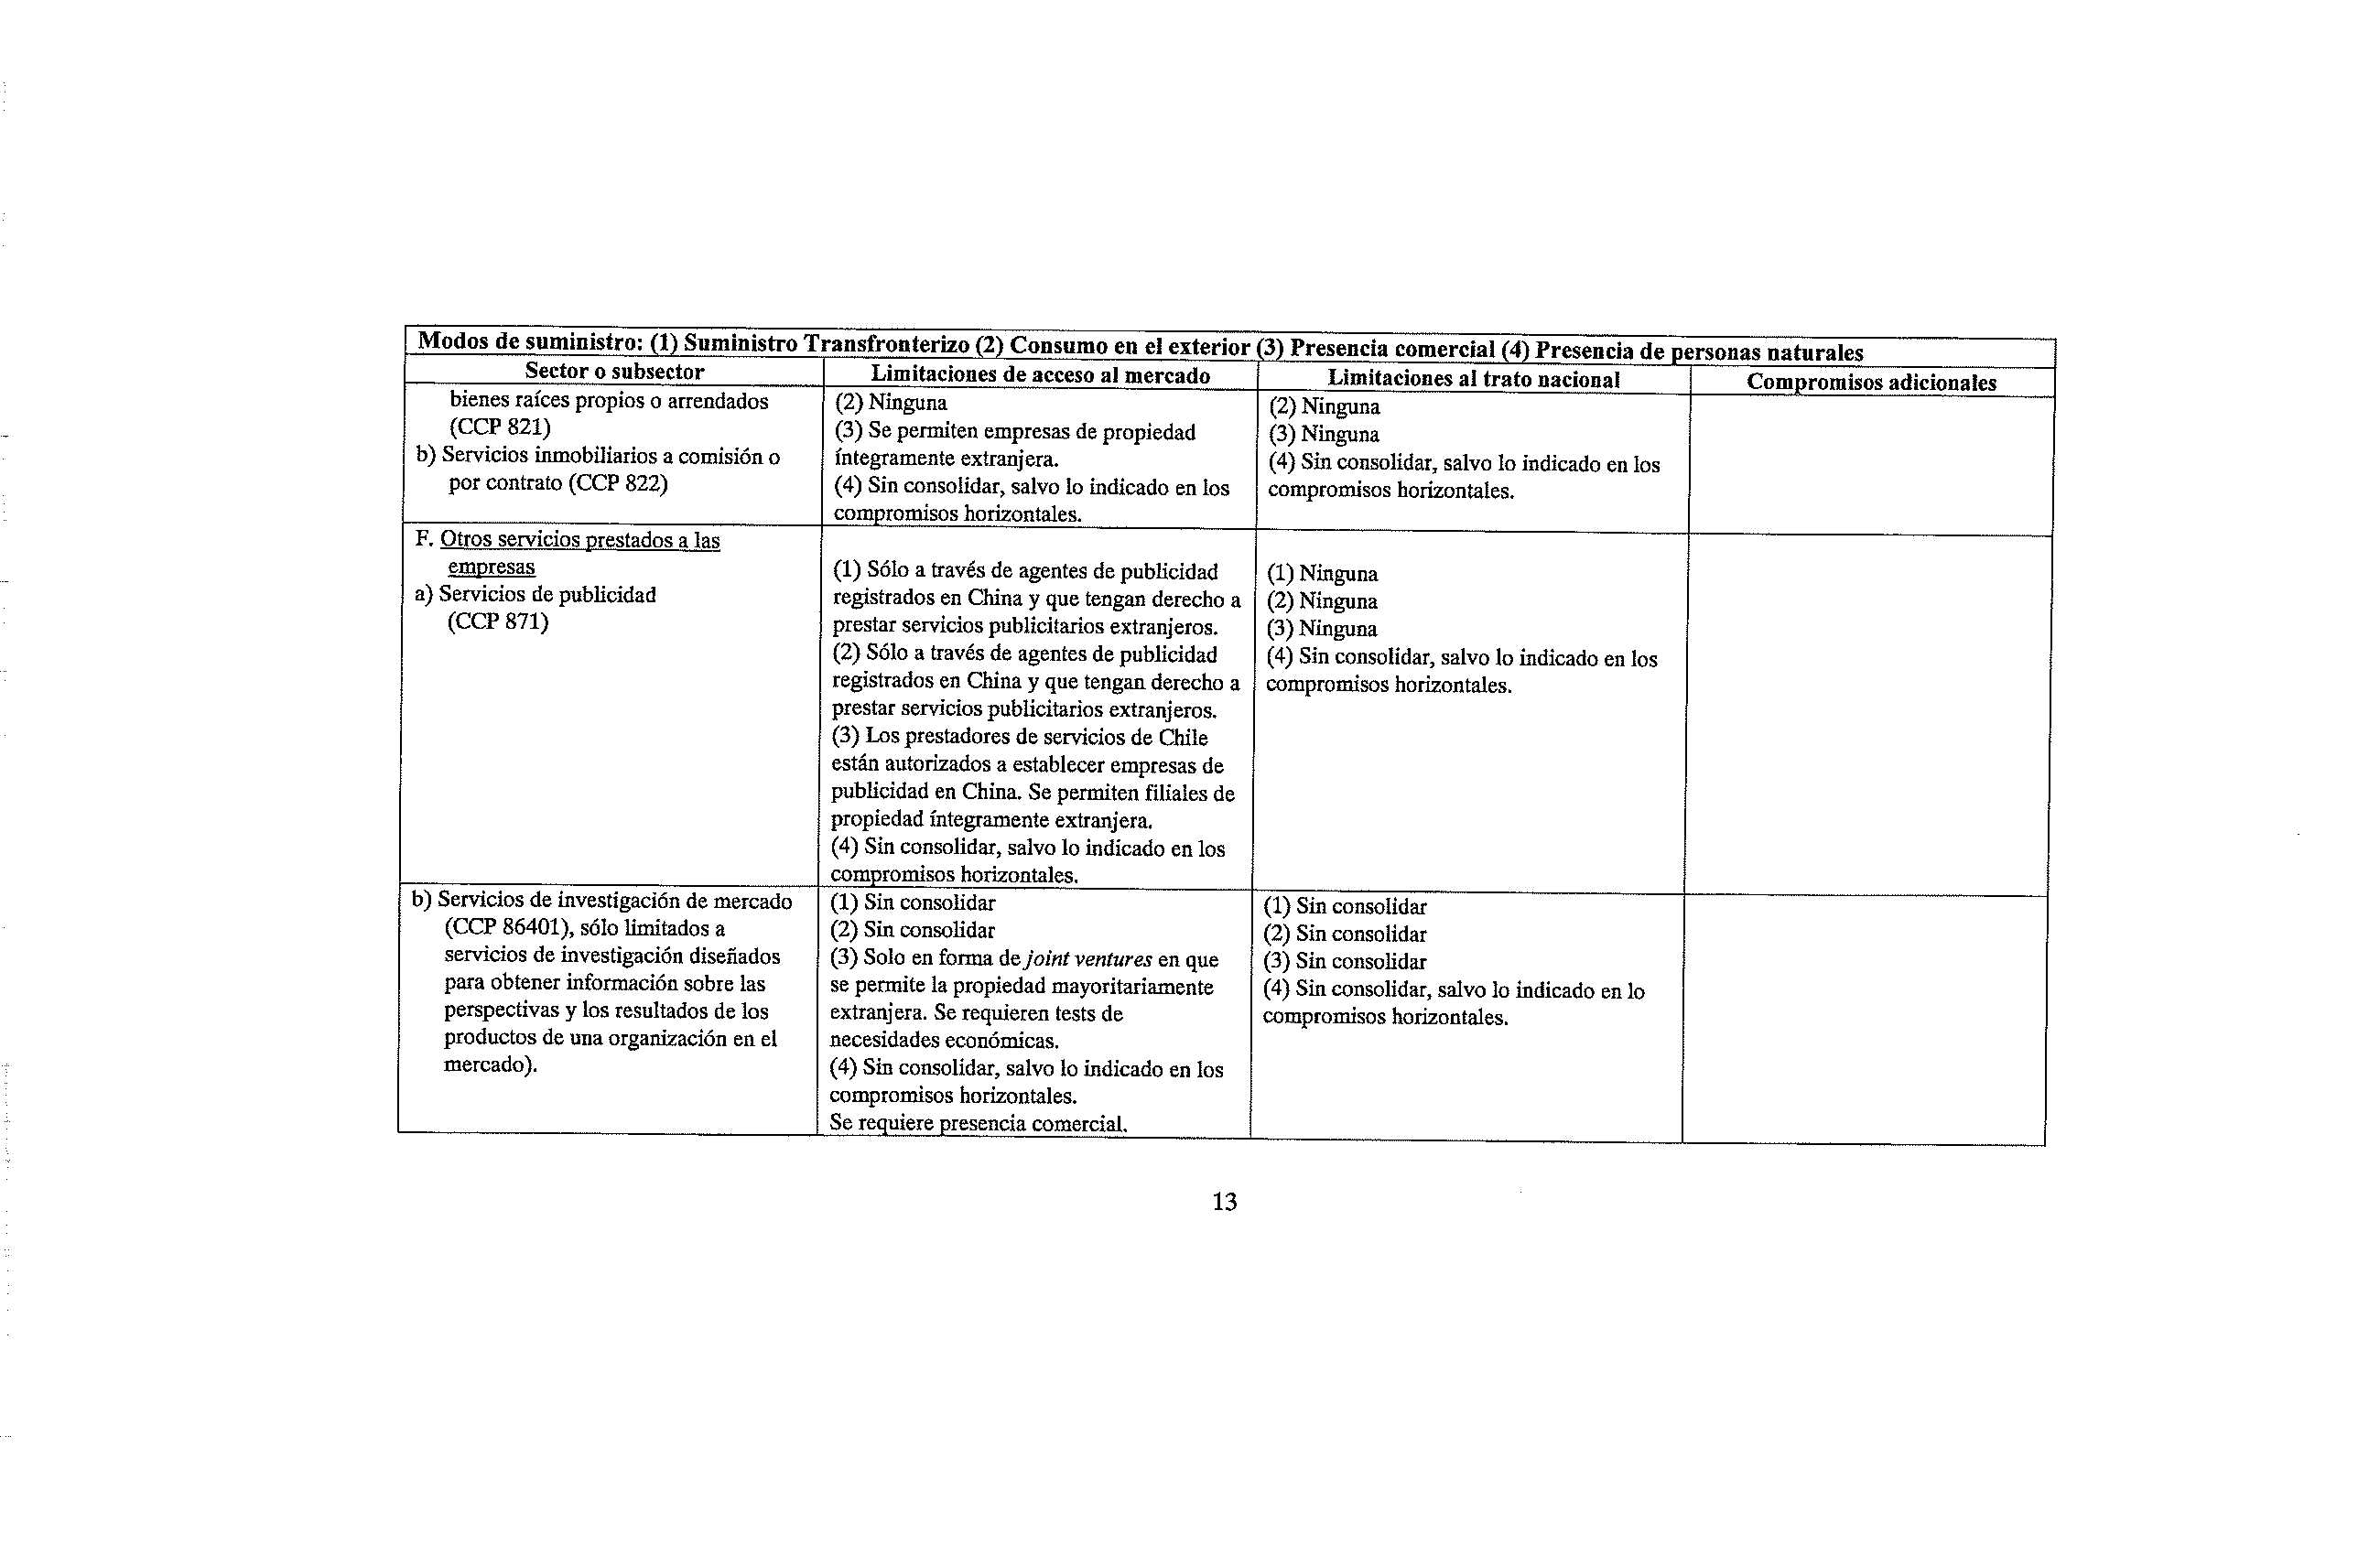 Modos de suministro: (1) Suministro Transfronterizo (2) Consumo en el exterior (3) Presencia comercial (4) Presencia de personas naturales
Sector o subsector
Limitaciones de acceso al mercado
Limitaciones al trato nacional
Compromisos adicionales
bienes raíces propios o arrendados
(CCP 821)
b) Servicios inmobiliarios a comisión o
por contrato (CCP 822)
(2) Ninguna
(3) Se permiten empresas de propiedad
íntegramente extranjera.
(4) Sin consolidar, salvo lo indicado en los
compromisos horizontales.
(2) Ninguna
(3) Ninguna
(4) Sin consolidar, salvo lo indicado en los
compromisos horizontales.
F. Otros servicios prestados a las
empresas
a) Servicios de publicidad
(CCP 871)
(1) Sólo a través de agentes de publicidad
registrados en China y que tengan derecho a
prestar servicios publicitarios extranjeros.
(2) Sólo a través de agentes de publicidad
registrados en China y que tengan derecho a
prestar servicios publicitarios extranjeros.
(3) Los prestadores de servicios de Chile
están autorizados a establecer empresas de
publicidad en China. Se permiten filiales de
propiedad íntegramente extranjera.
(4) Sin consolidar, salvo lo indicado en los
compromisos horizontales.
(1) Ninguna
(2) Ninguna
(3) Ninguna
(4) Sin consolidar, salvo lo indicado en los
compromisos horizontales.
b) Servicios de investigación de mercado
(CCP 86401), sólo limitados a
servicios de investigación diseñados
para obtener información sobre las
perspectivas y los resultados de los
productos de una organización en el
mercado).
(1) Sin consolidar
(2) Sin consolidar
(3) Solo en forma de joint ventures en que
se permite la propiedad mayoritariamente
extranjera. Se requieren tests de
necesidades económicas.
(4) Sin consolidar, salvo lo indicado en los
compromisos horizontales.
Se requiere presencia comercial.
(1) Sin consolidar
(2) Sin consolidar
(3) Sin consolidar
(4) Sin consolidar, salvo lo indicado en lo
compromisos horizontales.
13